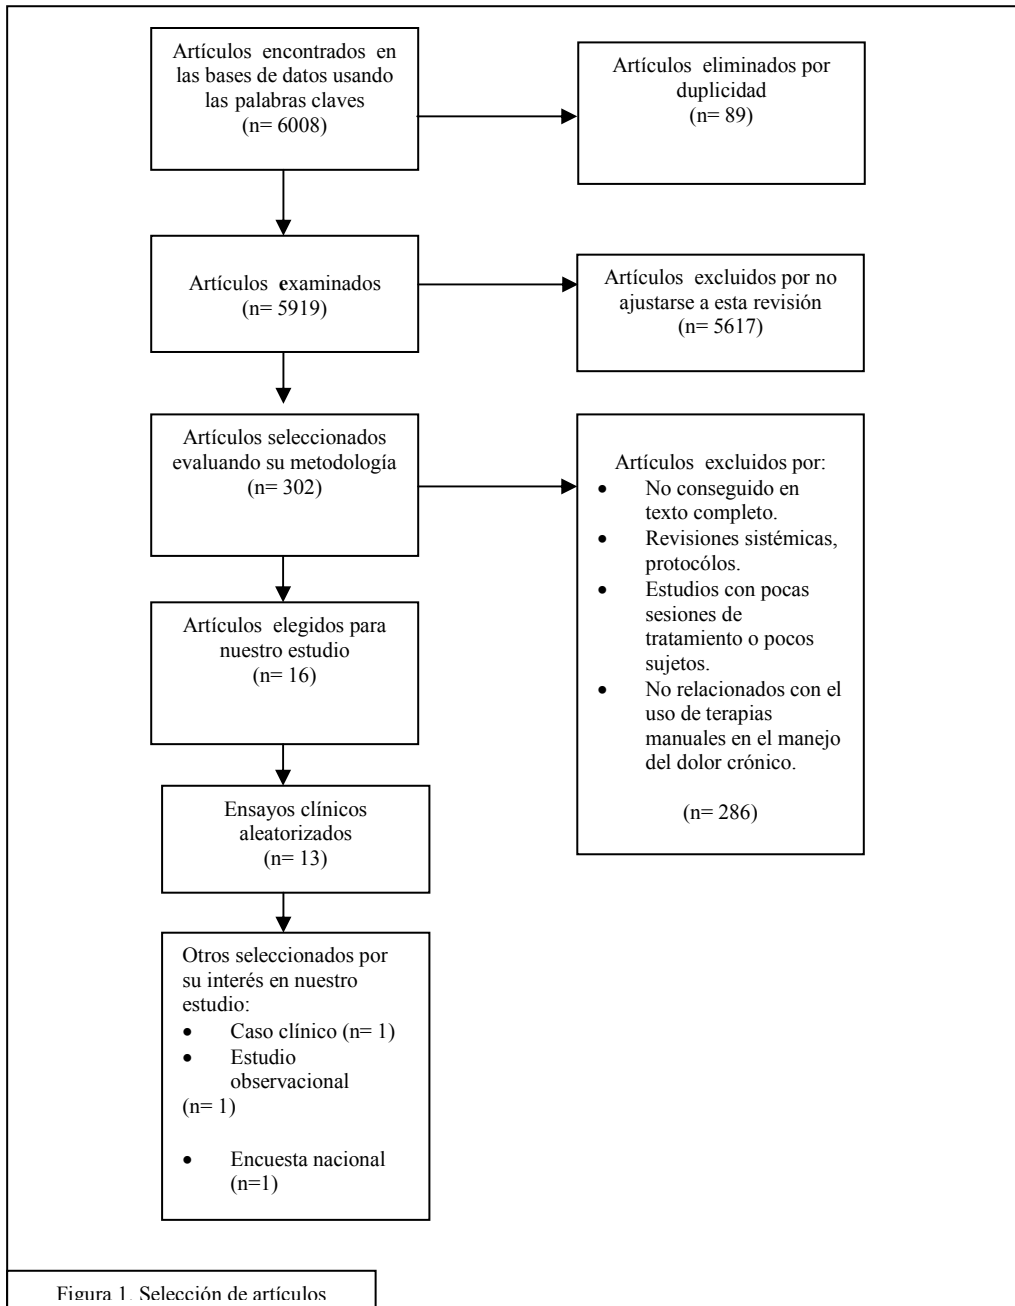 Artículos encontrados en
las bases de datos usando
las palabras claves
(n= 6008)
Artículos eliminados por
duplicidad
(n= 89)
Artículos examinados
(n= 5919)
Artículos excluidos por no
ajustarse a esta revisión
(n= 5617)
Artículos seleccionados
evaluando su metodología
(n= 302)
Artículos excluidos por:
• No conseguido en
texto completo.
• Revisiones sistémicas,
protocólos.
• Estudios con pocas
sesiones de
tratamiento o pocos
sujetos.
• No relacionados con el
uso de terapias
manuales en el manejo
del dolor crónico.
(n= 286)
Artículos elegidos para
nuestro estudio
(n= 16)
Ensayos clínicos
aleatorizados
(n= 13)
Otros seleccionados por
su interés en nuestro
estudio:
• Caso clínico (n= 1)
• Estudio
observacional
(n= 1)
• Encuesta nacional
(n=1)
Figura 1. Selección de artículos